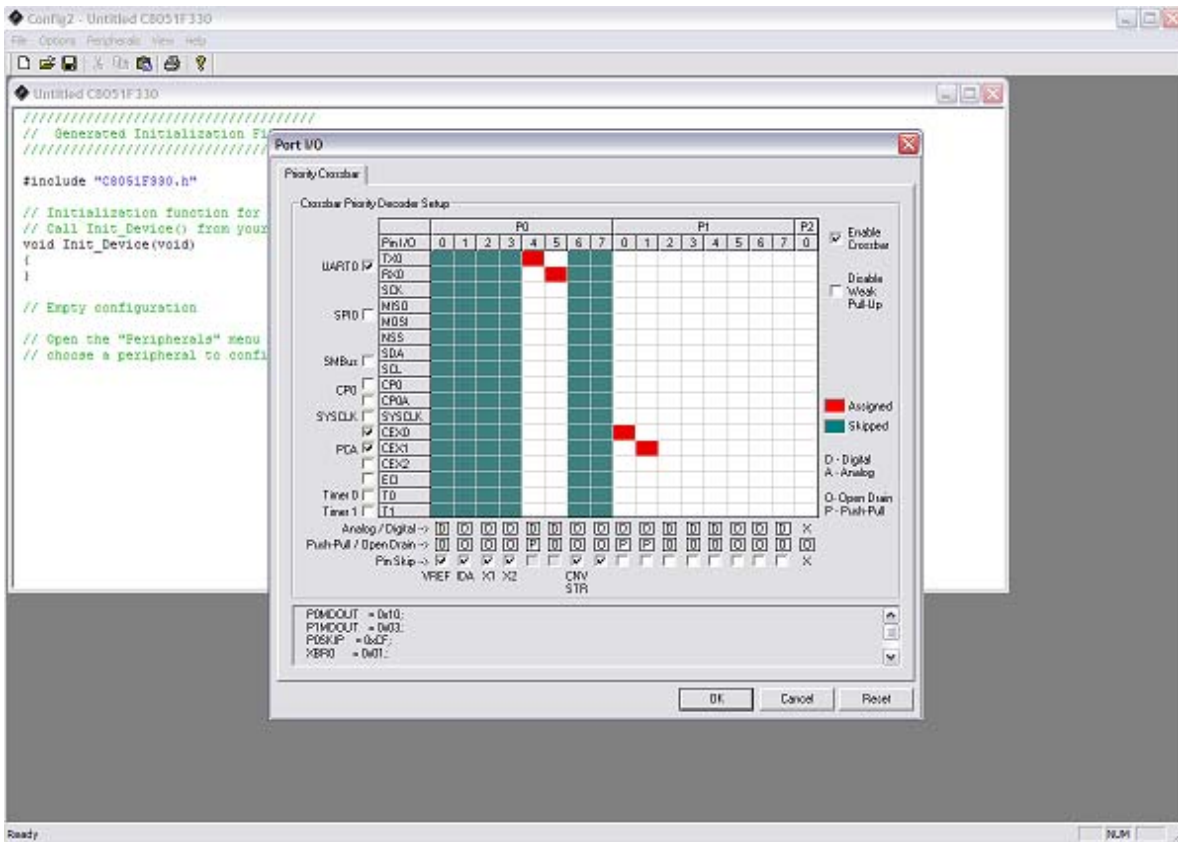 Config2 - Untitled C8051F330
File Options Peripherals View Help
Untitled C8051F330
/////////////////////////////////////
// Generated Initialization Fi
////////////////////////////////
#include "C8051F330.h"
// Initialization function for
// Call Init_Device() from your
void Init_Device(void)
{
}
// Empty configuration
// Open the "Peripherals" menu
// choose a peripheral to confi
Port I/O
Priority Crossbar
Crossbar Priority Decoder Setup
P0 P1 P2
Pin I/O 0 1 2 3 4 5 6 7 0 1 2 3 4 5 6 7 0
UART0 TX0
RX0
SCK
SPI0 MISO
MOSI
NSS
SMBus SDA
SCL
CP0 CP0
CP0A
SYSCLK SYSCLK
CEX0
PCA CEX1
CEX2
ECI
Timer 0 T0
Timer 1 T1
Analog / Digital -> D D D D D D D D D D D D D D D D X
Push-Pull / Open Drain -> O O O O P O O O P P O O O O O O O
Pin Skip -> X
VREF IDA X1 X2 CNV
STR
Enable
Crossbar
Disable
Weak
Pull-Up
Assigned
Skipped
D - Digital
A - Analog
O - Open Drain
P - Push-Pull
P0MDOUT = 0x10;
P1MDOUT = 0x03;
P0SKIP = 0xCF;
XBR0 = 0x01;
OK Cancel Reset
Ready NUM